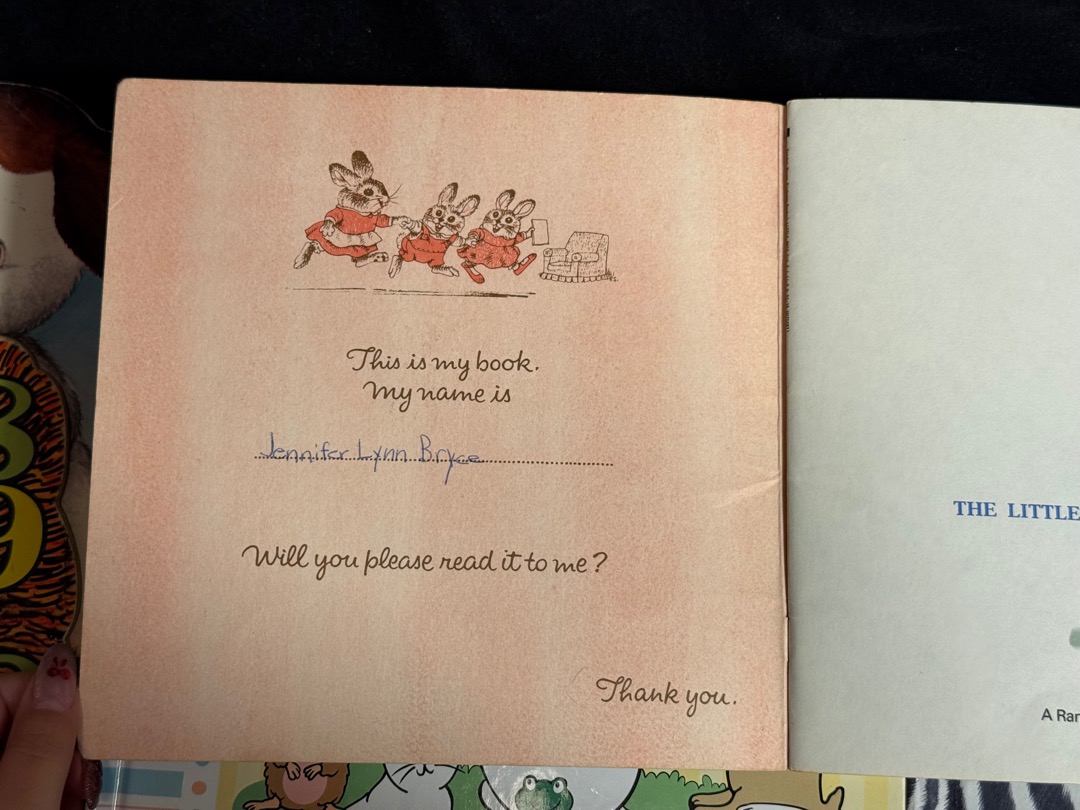 This is my book.
My name is
Jennifer Lynn Bryce
Will you please read it to me?
Thank you.
THE LITTLE